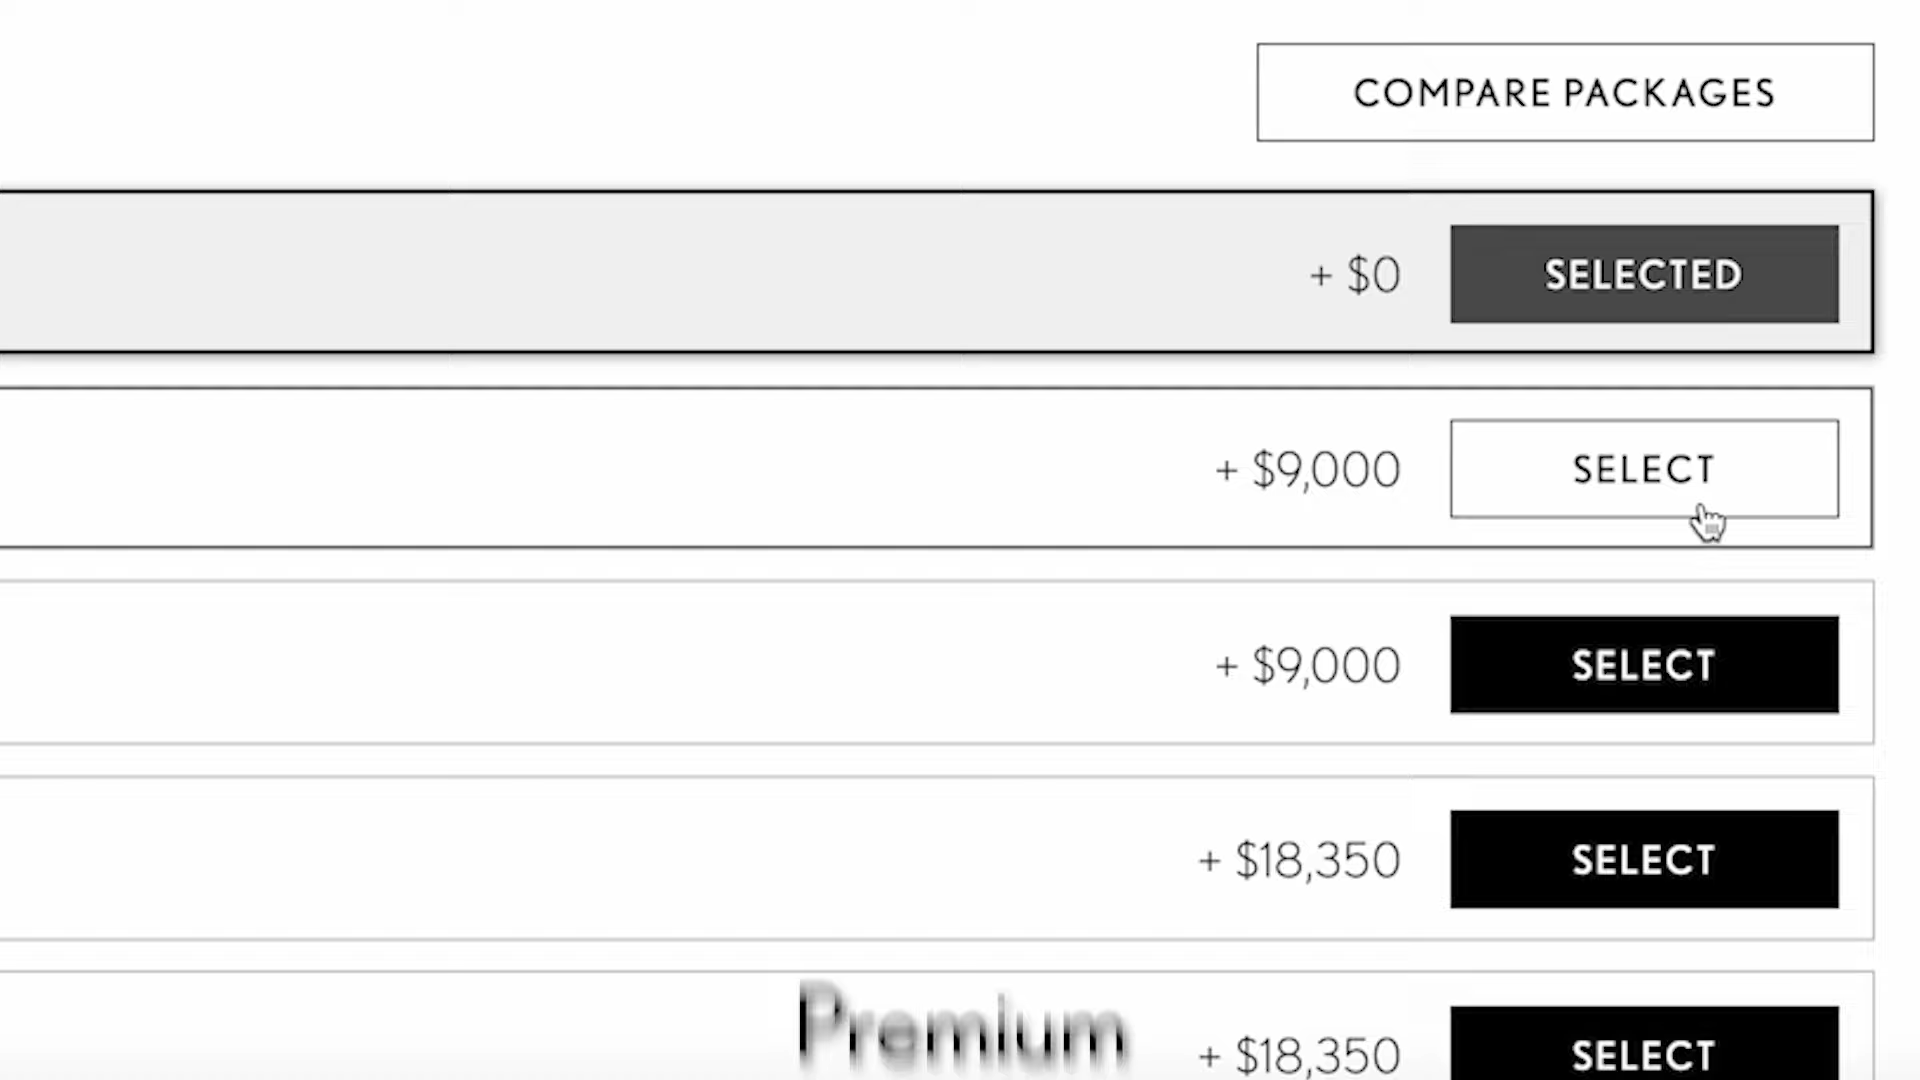 COMPARE PACKAGES
+ $0 SELECTED
+ $9,000 SELECT
+ $9,000 SELECT
+ $18,350 SELECT
Premium
+ $18,350 SELECT